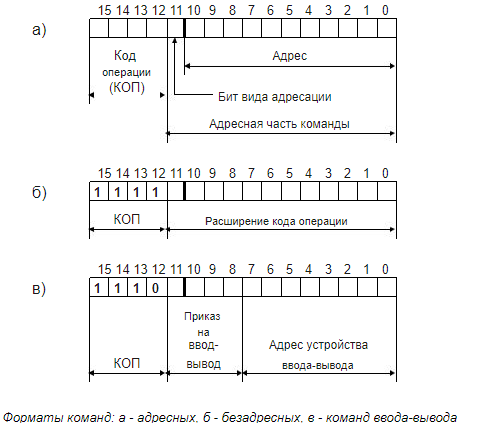 15 14 13 12 11 10 9 8 7 6 5 4 3 2 1 0
а)
Код
операции
(КОП)
Адрес
Бит вида адресации
Адресная часть команды
15 14 13 12 11 10 9 8 7 6 5 4 3 2 1 0
б) 1 1 1 1
КОП Расширение кода операции
15 14 13 12 11 10 9 8 7 6 5 4 3 2 1 0
в) 1 1 1 0
Приказ
на
ввод-
вывод
КОП
Адрес устройства
ввода-вывода
Форматы команд: а - адресных, б - безадресных, в - команд ввода-вывода